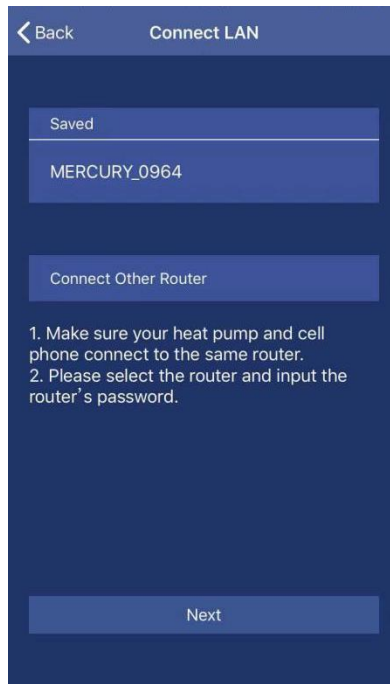 Back
Connect LAN
Saved
MERCURY_0964
Connect Other Router
1. Make sure your heat pump and cell
phone connect to the same router.
2. Please select the router and input the
router's password.
Next